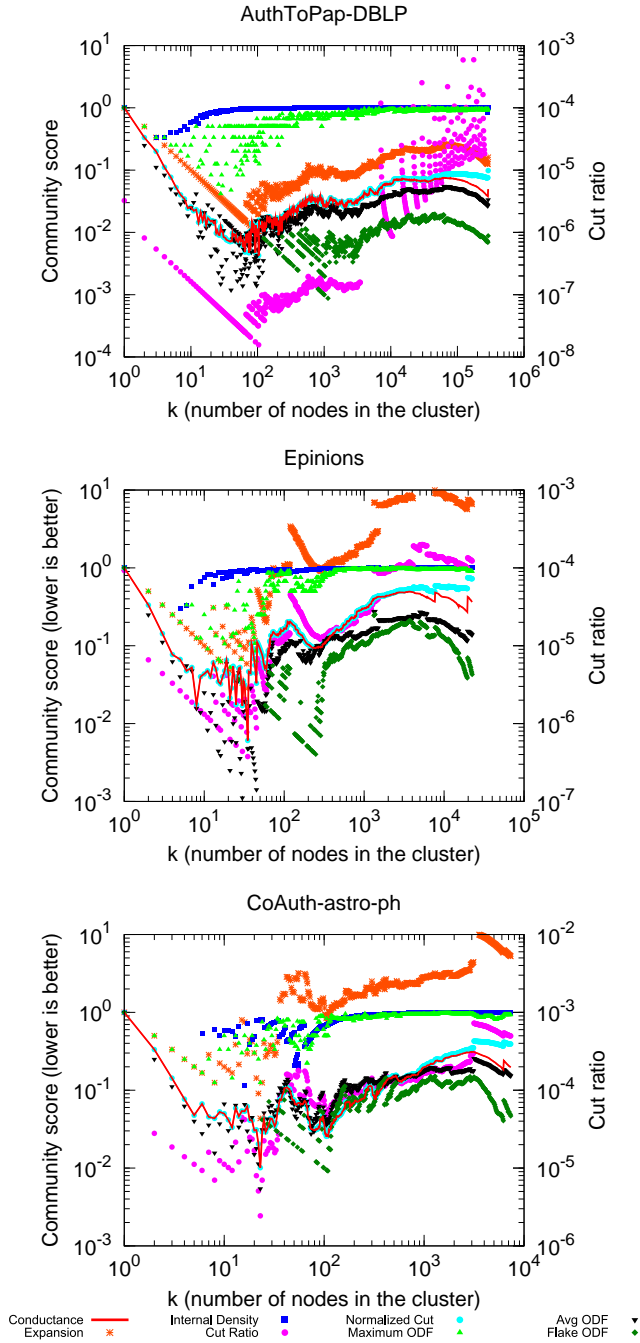 AuthToPap-DBLP
10^1
10^0
10^-1
10^-2
10^-3
10^-4
10^-3
10^-4
10^-5
10^-6
10^-7
10^-8
Community score
Cut ratio
10^0 10^1 10^2 10^3 10^4 10^5 10^6
k (number of nodes in the cluster)
Epinions
10^1
10^0
10^-1
10^-2
10^-3
10^-3
10^-4
10^-5
10^-6
10^-7
Community score (lower is better)
Cut ratio
10^0 10^1 10^2 10^3 10^4 10^5
k (number of nodes in the cluster)
CoAuth-astro-ph
10^1
10^0
10^-1
10^-2
10^-3
10^-2
10^-3
10^-4
10^-5
10^-6
Community score (lower is better)
Cut ratio
10^0 10^1 10^2 10^3 10^4
k (number of nodes in the cluster)
Conductance Internal Density Normalized Cut Avg ODF
Expansion Cut Ratio Maximum ODF Flake ODF